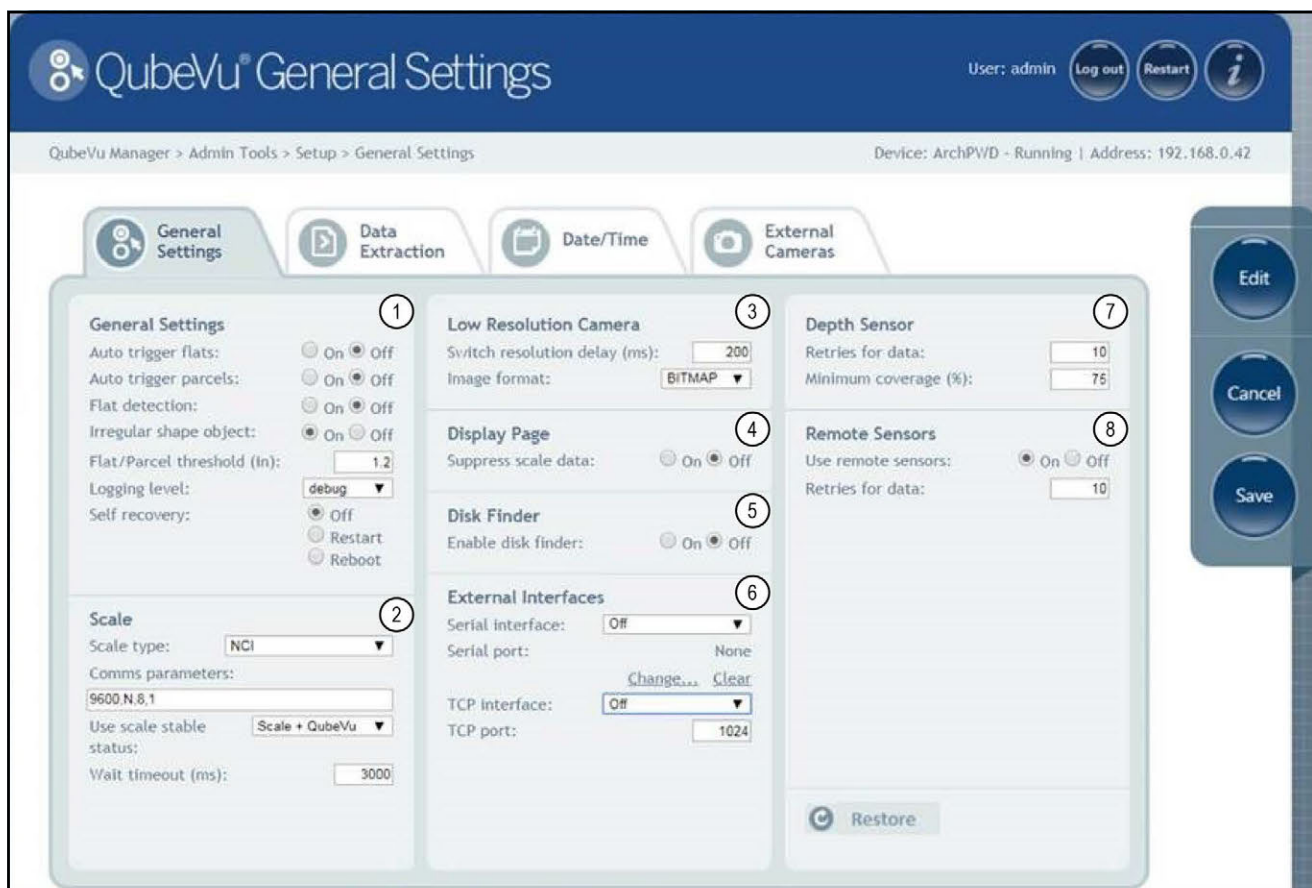 QubeVu® General Settings
User: admin
Log out
Restart
i
QubeVu Manager > Admin Tools > Setup > General Settings
Device: ArchPWD - Running | Address: 192.168.0.42
General Settings
Data Extraction
Date/Time
External Cameras
Edit
Cancel
Save
General Settings
1
Auto trigger flats: On Off
Auto trigger parcels: On Off
Flat detection: On Off
Irregular shape object: On Off
Flat/Parcel threshold (In): 1.2
Logging level: debug
Self recovery: Off
Restart
Reboot
Scale
2
Scale type: NCI
Comms parameters:
9600,N,8,1
Use scale stable status: Scale + QubeVu
Wait timeout (ms): 3000
Low Resolution Camera
3
Switch resolution delay (ms): 200
Image format: BITMAP
Display Page
4
Suppress scale data: On Off
Disk Finder
5
Enable disk finder: On Off
External Interfaces
6
Serial interface: Off
Serial port: None
Change... Clear
TCP interface: Off
TCP port: 1024
Depth Sensor
7
Retries for data: 10
Minimum coverage (%): 75
Remote Sensors
8
Use remote sensors: On Off
Retries for data: 10
Restore